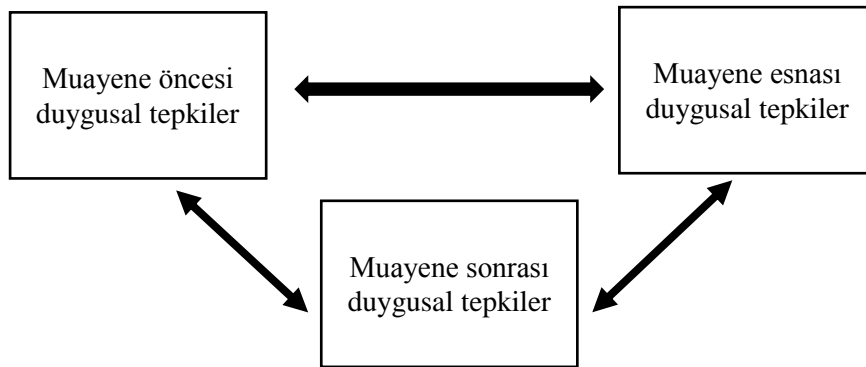 Muayene öncesi
duygusal tepkiler
Muayene esnası
duygusal tepkiler
Muayene sonrası
duygusal tepkiler